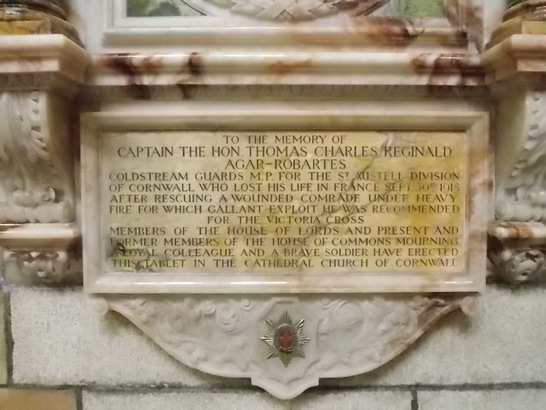 TO THE MEMORY OF
CAPTAIN THE HON. THOMAS CHARLES REGINALD
AGAR-ROBARTES
COLDSTREAM GUARDS M.P. FOR THE ST. AUSTELL DIVISION
OF CORNWALL WHO LOST HIS LIFE IN FRANCE SEPT. 30TH 1915
AFTER RESCUING A WOUNDED COMRADE UNDER HEAVY
FIRE FOR WHICH GALLANT EXPLOIT HE WAS RECOMMENDED
FOR THE VICTORIA CROSS
MEMBERS OF THE HOUSE OF LORDS AND PRESENT AND
FORMER MEMBERS OF THE HOUSE OF COMMONS MOURNING
A LOYAL COLLEAGUE AND A BRAVE SOLDIER HAVE ERECTED
THIS TABLET IN THE CATHEDRAL CHURCH OF CORNWALL